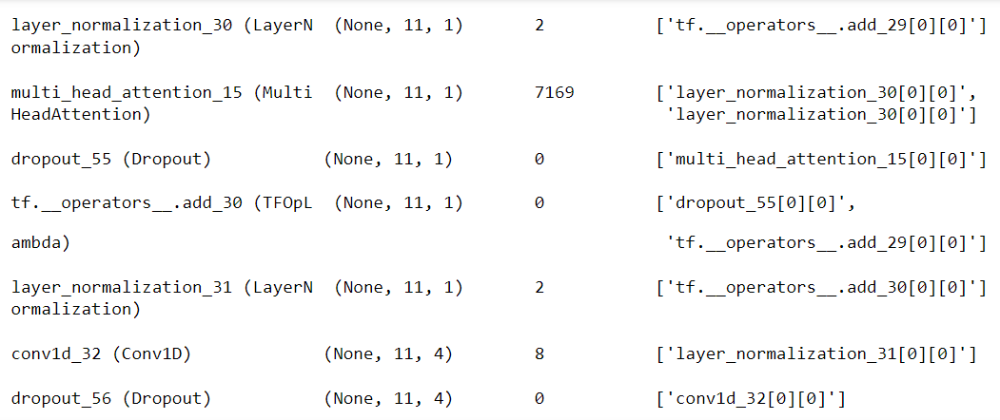 layer_normalization_30 (LayerN (None, 11, 1) 2 ['tf.__operators__.add_29[0][0]']
ormalization)
multi_head_attention_15 (Multi (None, 11, 1) 7169 ['layer_normalization_30[0][0]',
HeadAttention) 'layer_normalization_30[0][0]']
dropout_55 (Dropout) (None, 11, 1) 0 ['multi_head_attention_15[0][0]']
tf.__operators__.add_30 (TFOpL (None, 11, 1) 0 ['dropout_55[0][0]',
ambda) 'tf.__operators__.add_29[0][0]']
layer_normalization_31 (LayerN (None, 11, 1) 2 ['tf.__operators__.add_30[0][0]']
ormalization)
conv1d_32 (Conv1D) (None, 11, 4) 8 ['layer_normalization_31[0][0]']
dropout_56 (Dropout) (None, 11, 4) 0 ['conv1d_32[0][0]']